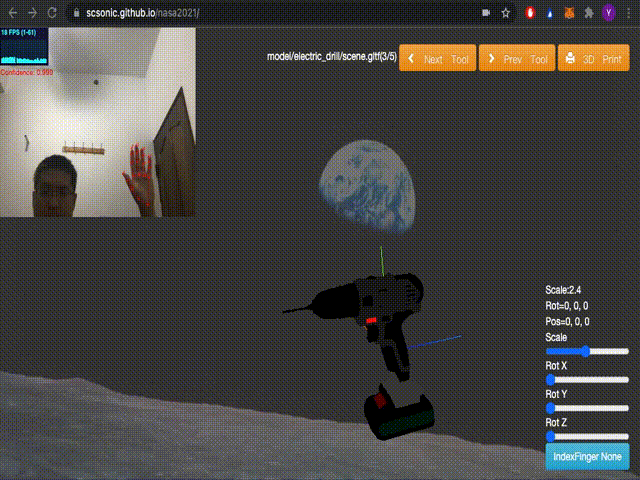 scsonic.github.io/nasa2021/
Y
18 FPS (1-61)
Confidence: 0.999
model/electric_drill/scene.gltf(3/5)
Next Tool
Prev Tool
3D Print
Scale:2.4
Rot=0, 0, 0
Pos=0, 0, 0
Scale
Rot X
Rot Y
Rot Z
IndexFinger None